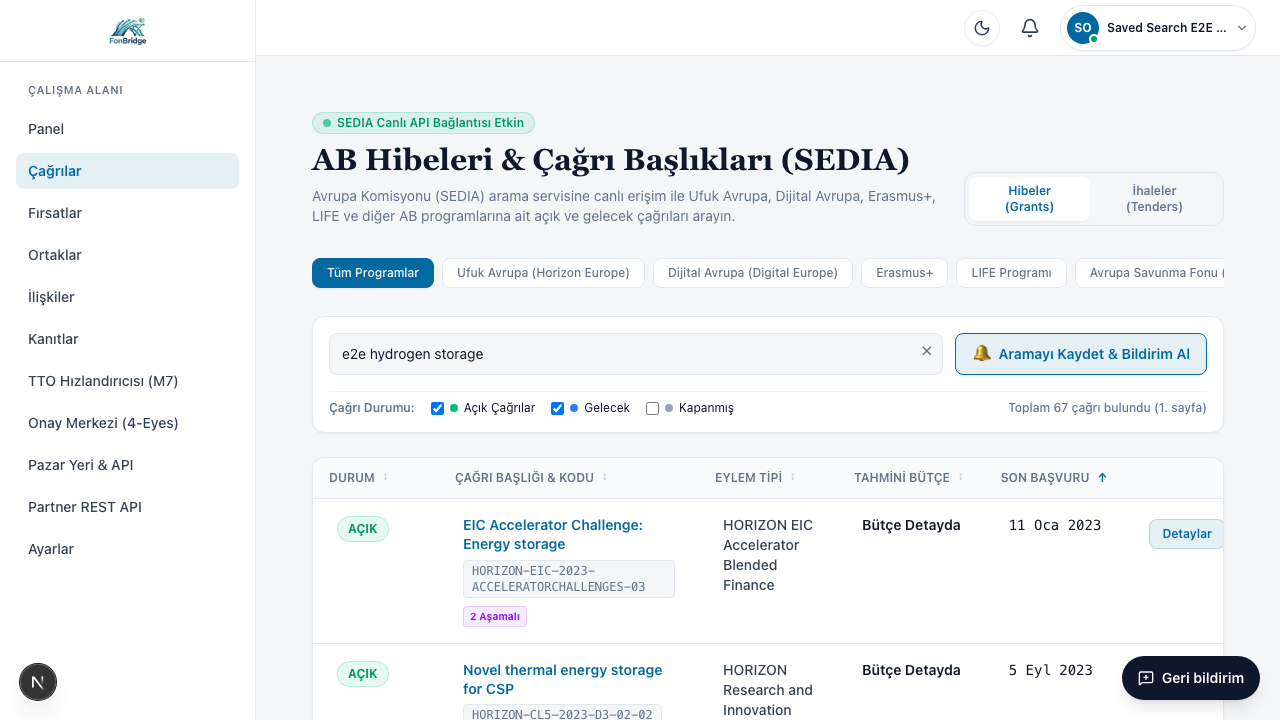 FonBridge
SO
Saved Search E2E ...
ÇALIŞMA ALANI
Panel
Çağrılar
Fırsatlar
Ortaklar
İlişkiler
Kanıtlar
TTO Hızlandırıcısı (M7)
Onay Merkezi (4-Eyes)
Pazar Yeri & API
Partner REST API
Ayarlar
N
SEDIA Canlı API Bağlantısı Etkin
AB Hibeleri & Çağrı Başlıkları (SEDIA)
Avrupa Komisyonu (SEDIA) arama servisine canlı erişim ile Ufuk Avrupa, Dijital Avrupa, Erasmus+,
LIFE ve diğer AB programlarına ait açık ve gelecek çağrıları arayın.
Hibeler
(Grants)
İhaleler
(Tenders)
Tüm Programlar
Ufuk Avrupa (Horizon Europe)
Dijital Avrupa (Digital Europe)
Erasmus+
LIFE Programı
Avrupa Savunma Fonu (
e2e hydrogen storage
Aramayı Kaydet & Bildirim Al
Çağrı Durumu:
Açık Çağrılar
Gelecek
Kapanmış
Toplam 67 çağrı bulundu (1. sayfa)
DURUM
ÇAĞRI BAŞLIĞI & KODU
EYLEM TİPİ
TAHMİNİ BÜTÇE
SON BAŞVURU
AÇIK
EIC Accelerator Challenge:
Energy storage
HORIZON-EIC-2023-
ACCELERATORCHALLENGES-03
2 Aşamalı
HORIZON EIC
Accelerator
Blended
Finance
Bütçe Detayda
11 Oca 2023
Detaylar
AÇIK
Novel thermal energy storage
for CSP
HORIZON-CL5-2023-D3-02-02
HORIZON
Research and
Innovation
Bütçe Detayda
5 Eyl 2023
Geri bildirim